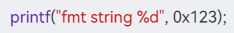 printf("fmt string %d", 0x123);